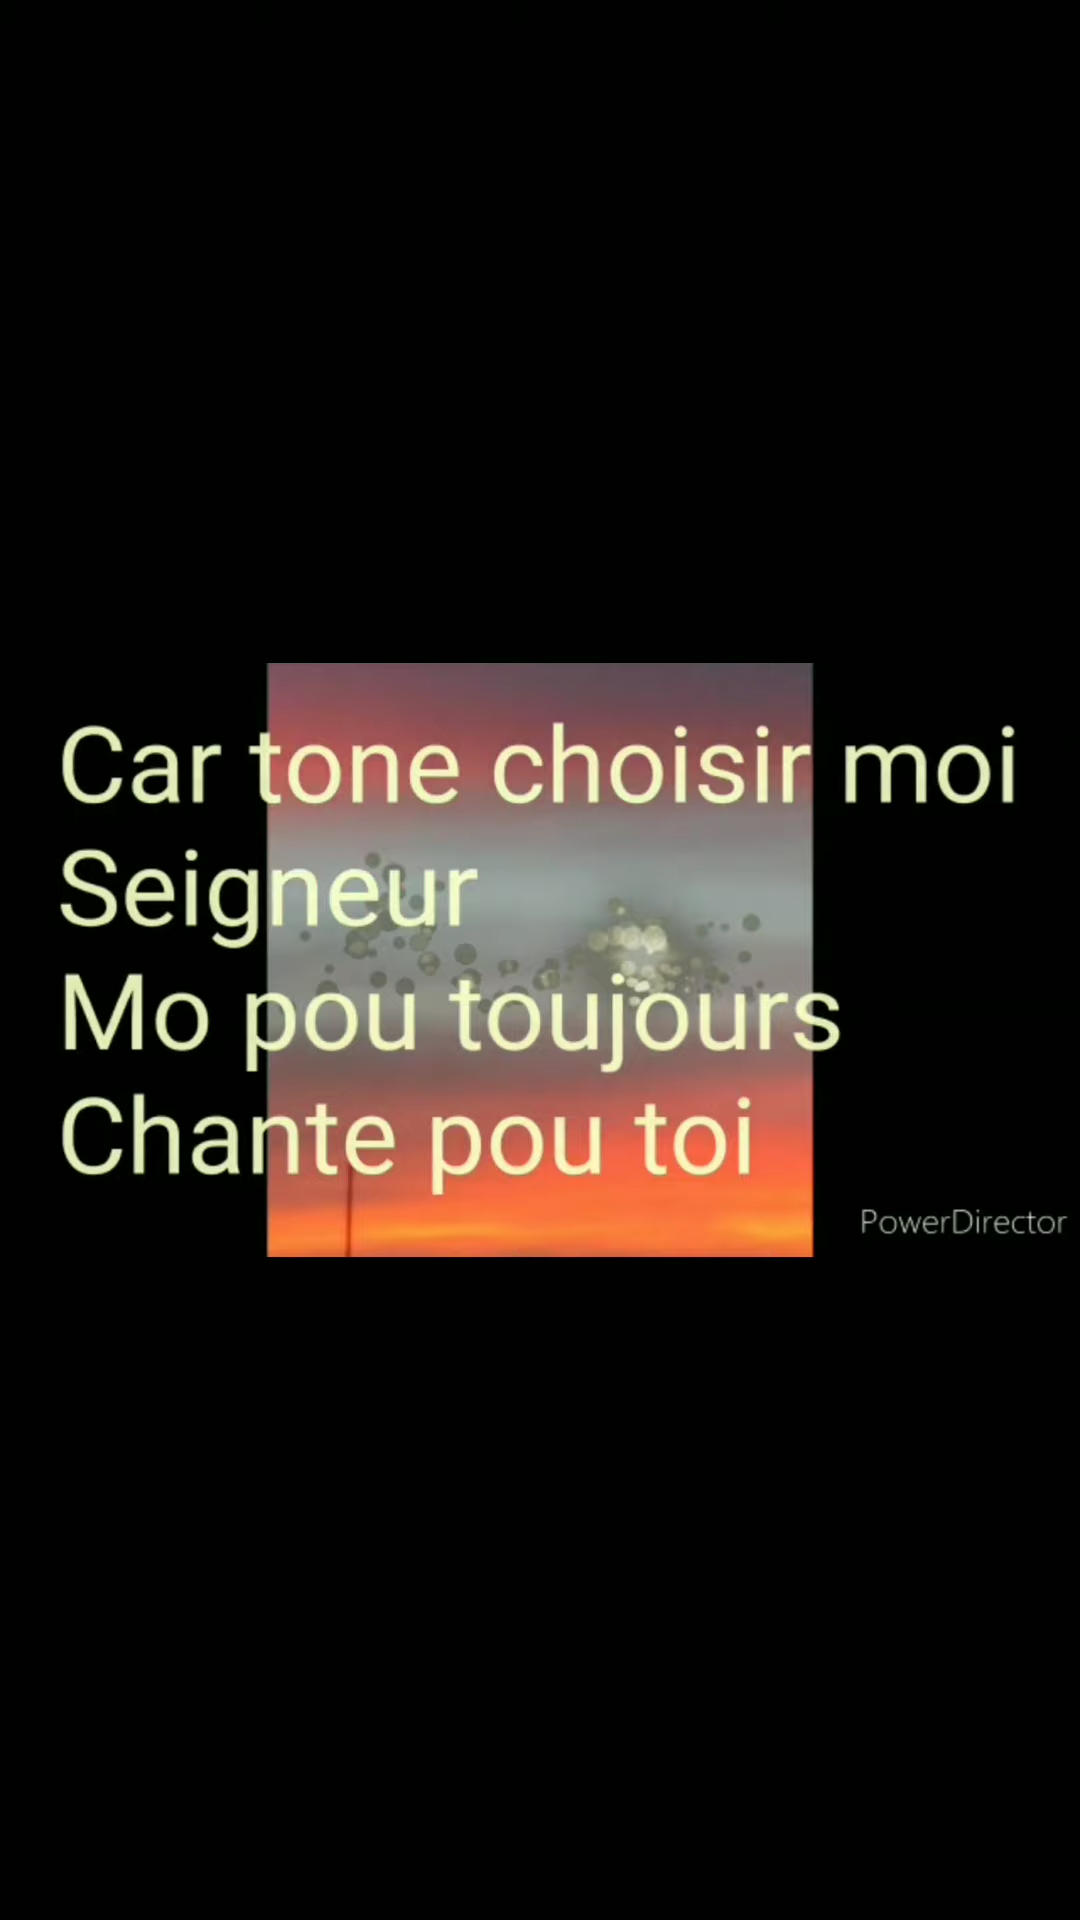 Car tone choisir moi
Seigneur
Mo pou toujours
Chante pou toi
PowerDirector